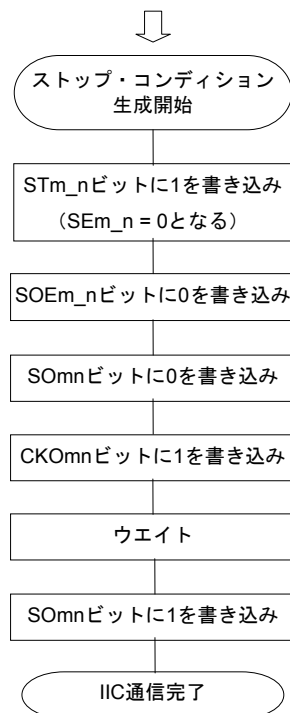 ストップ・コンディション
生成開始
STm_nビットに1を書き込み
（SEm_n = 0となる）
SOEm_nビットに0を書き込み
SOmnビットに0を書き込み
CKOmnビットに1を書き込み
ウエイト
SOmnビットに1を書き込み
IIC通信完了